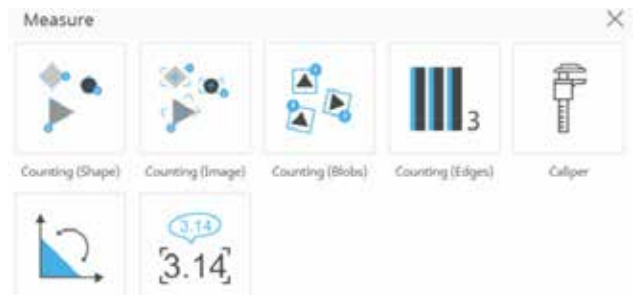 Measure
3
Counting (Shape)
Counting (Image)
Counting (Blobs)
Counting (Edges)
Caliper
3.14
3.14